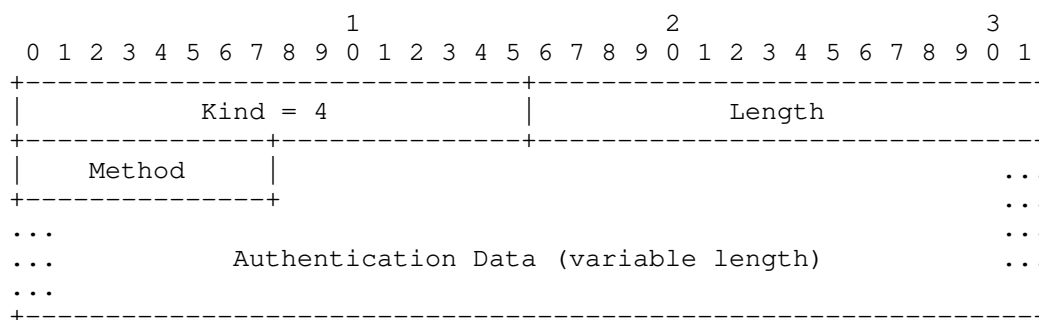 1                   2                   3
 0 1 2 3 4 5 6 7 8 9 0 1 2 3 4 5 6 7 8 9 0 1 2 3 4 5 6 7 8 9 0 1
+-------------------------------+--------------------------------
|           Kind = 4            |            Length
+---------------+---------------+--------------------------------
|    Method     |                                             ...
+---------------+                                             ...
...                                                           ...
...           Authentication Data (variable length)           ...
...
+----------------------------------------------------------------